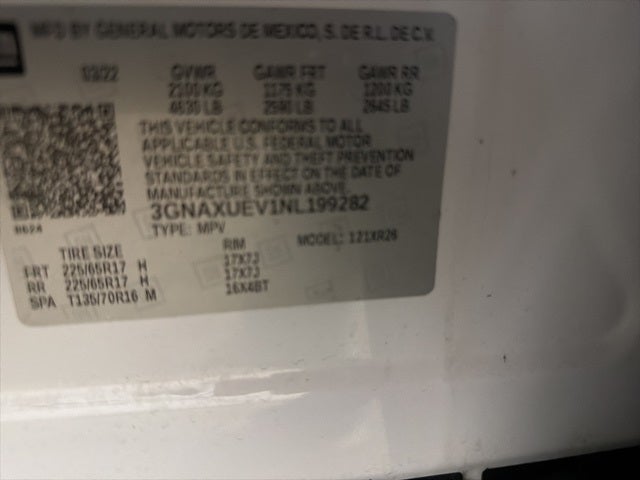 MFD BY GENERAL MOTORS DE MEXICO, S. DE R.L. DE C.V.
03/22 GVWR GAWR FRT GAWR RR
2100 KG 1175 KG 1200 KG
4630 LB 2590 LB 2645 LB
THIS VEHICLE CONFORMS TO ALL
APPLICABLE U.S. FEDERAL MOTOR
VEHICLE SAFETY AND THEFT PREVENTION
STANDARDS IN EFFECT ON THE DATE OF
MANUFACTURE SHOWN ABOVE.
3GNAXUEV1NL199282
TYPE: MPV MODEL: 121XR26
TIRE SIZE RIM
FRT 225/65R17 H 17X7J
RR 225/65R17 H 17X7J
SPA T135/70R16 M 16X4BT